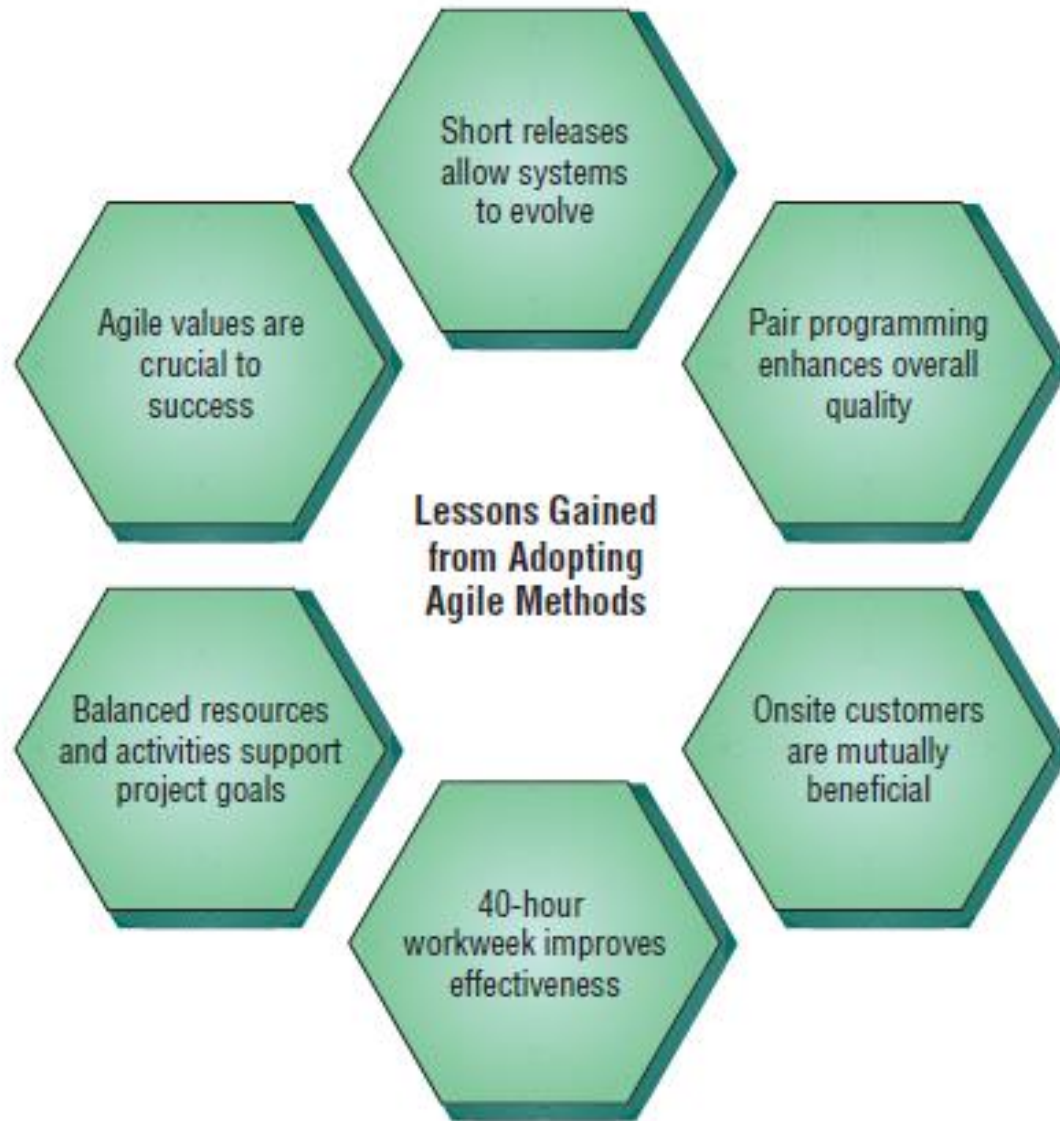 Short releases
allow systems
to evolve
Agile values are
crucial to
success
Pair programming
enhances overall
quality
Lessons Gained
from Adopting
Agile Methods
Balanced resources
and activities support
project goals
Onsite customers
are mutually
beneficial
40-hour
workweek improves
effectiveness